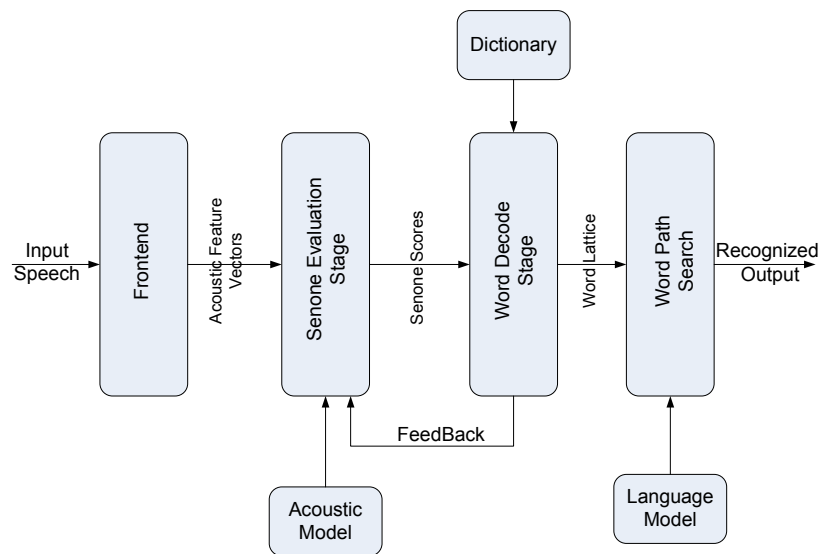 Dictionary
Input
Speech
Frontend
Acoustic Feature
Vectors
Senone Evaluation
Stage
Senone Scores
Word Decode
Stage
Word Lattice
Word Path
Search
Recognized
Output
FeedBack
Acoustic
Model
Language
Model